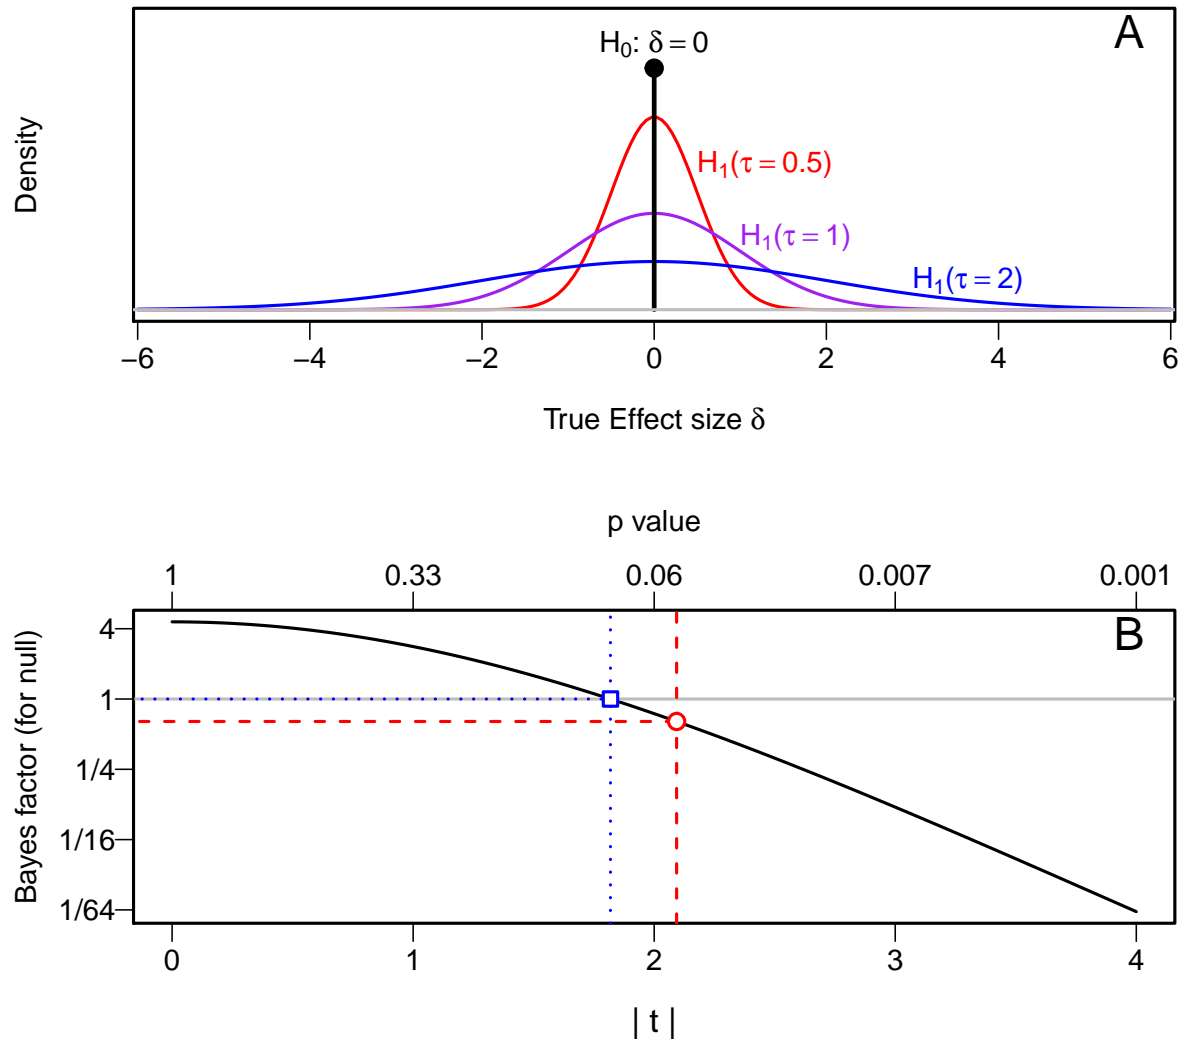 A
H₀: δ = 0
H₁(τ = 0.5)
H₁(τ = 1)
H₁(τ = 2)
Density
−6 −4 −2 0 2 4 6
True Effect size δ
p value
1 0.33 0.06 0.007 0.001
B
4
1
1/4
1/16
1/64
Bayes factor (for null)
0 1 2 3 4
| t |